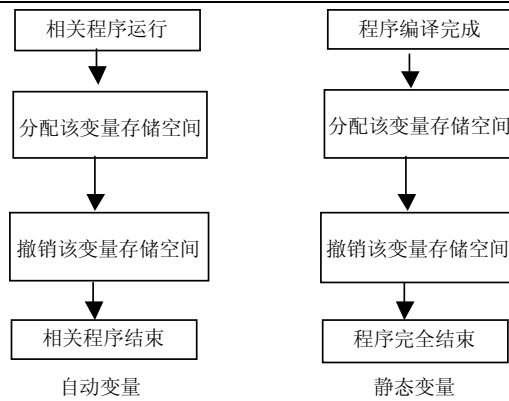 相关程序运行
分配该变量存储空间
撤销该变量存储空间
相关程序结束
自动变量
程序编译完成
分配该变量存储空间
撤销该变量存储空间
程序完全结束
静态变量